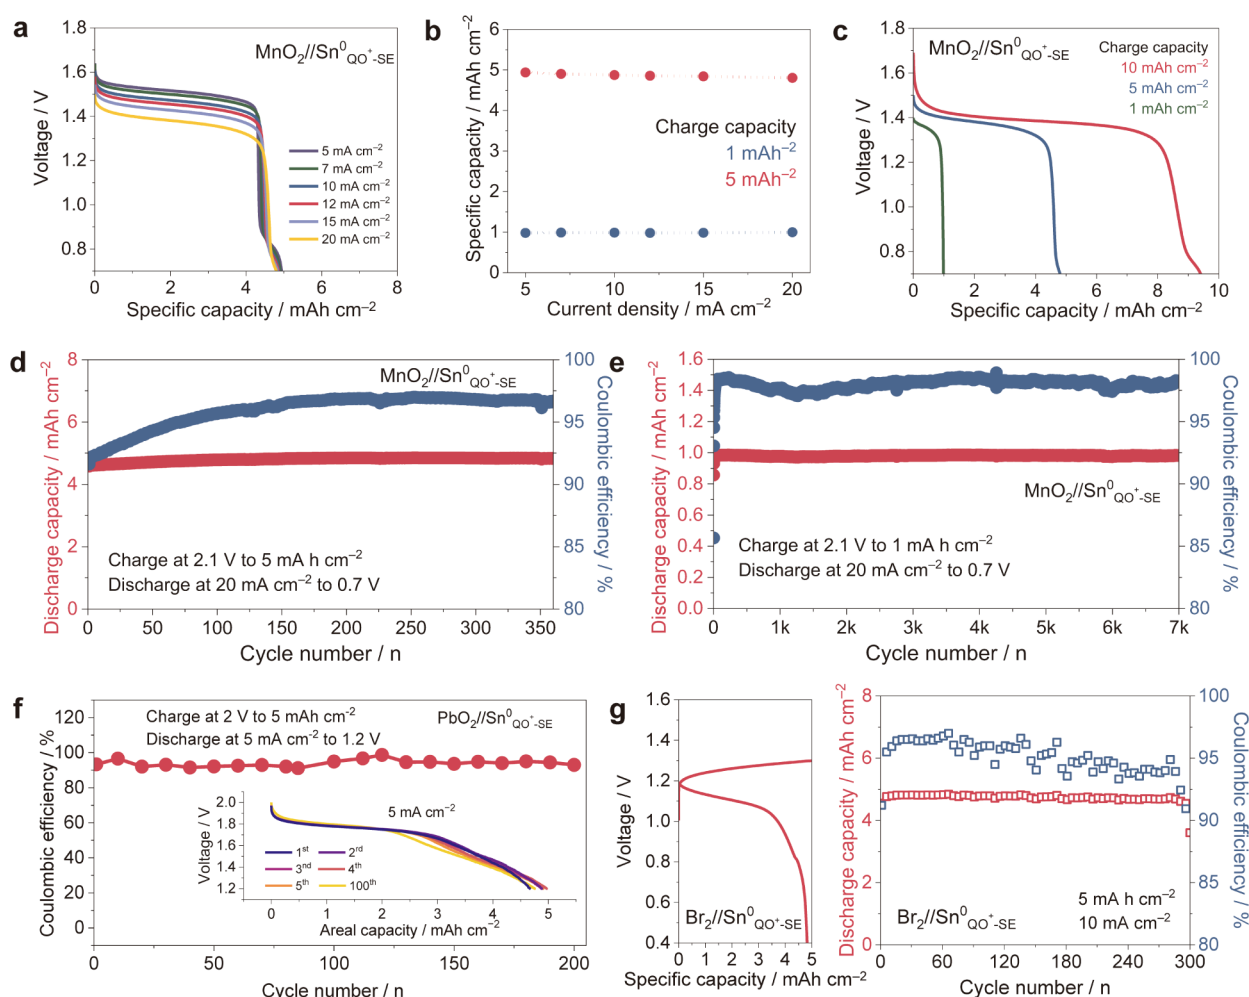 a
1.8
1.6
1.4
1.2
1.0
0.8
Voltage / V
MnO₂//Sn⁰QO⁺-SE
5 mA cm⁻²
7 mA cm⁻²
10 mA cm⁻²
12 mA cm⁻²
15 mA cm⁻²
20 mA cm⁻²
0 2 4 6 8
Specific capacity / mAh cm⁻²
b
6
5
4
3
2
1
0
Specific capacity / mAh cm⁻²
Charge capacity
1 mAh⁻²
5 mAh⁻²
5 10 15 20
Current density / mA cm⁻²
c
1.8
1.6
1.4
1.2
1.0
0.8
Voltage / V
MnO₂//Sn⁰QO⁺-SE
Charge capacity
10 mAh cm⁻²
5 mAh cm⁻²
1 mAh cm⁻²
0 2 4 6 8 10
Specific capacity / mAh cm⁻²
d
8
6
4
2
0
Discharge capacity / mAh cm⁻²
MnO₂//Sn⁰QO⁺-SE
Charge at 2.1 V to 5 mA h cm⁻²
Discharge at 20 mA cm⁻² to 0.7 V
100
95
90
85
80
Coulombic efficiency / %
0 50 100 150 200 250 300 350
Cycle number / n
e
1.6
1.4
1.2
1.0
0.8
0.6
0.4
0.2
0.0
Discharge capacity / mAh cm⁻²
MnO₂//Sn⁰QO⁺-SE
Charge at 2.1 V to 1 mA h cm⁻²
Discharge at 20 mA cm⁻² to 0.7 V
100
95
90
85
80
Coulombic efficiency / %
0 1k 2k 3k 4k 5k 6k 7k
Cycle number / n
f
120
100
80
60
40
20
0
Coulombic efficiency / %
Charge at 2 V to 5 mAh cm⁻²
Discharge at 5 mA cm⁻² to 1.2 V
PbO₂//Sn⁰QO⁺-SE
2.0
1.8
1.6
1.4
1.2
Voltage / V
5 mA cm⁻²
1ˢᵗ 2ʳᵈ
3ⁿᵈ 4ᵗʰ
5ᵗʰ 100ᵗʰ
0 1 2 3 4 5
Areal capacity / mAh cm⁻²
0 50 100 150 200
Cycle number / n
g
1.6
1.4
1.2
1.0
0.8
0.6
0.4
Voltage / V
Br₂//Sn⁰QO⁺-SE
0 1 2 3 4 5
Specific capacity / mAh cm⁻²
8
6
4
2
0
Discharge capacity / mAh cm⁻²
5 mA h cm⁻²
10 mA cm⁻²
Br₂//Sn⁰QO⁺-SE
100
95
90
85
80
Coulombic efficiency / %
0 60 120 180 240 300
Cycle number / n